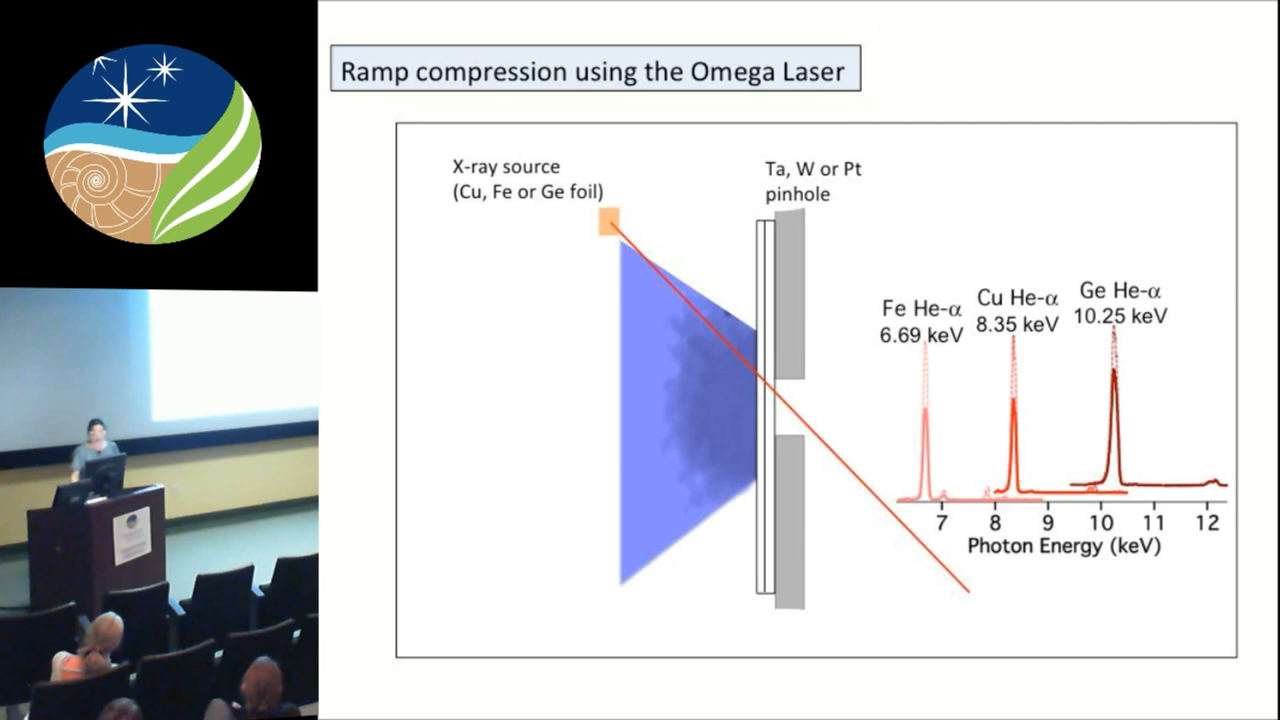 Ramp compression using the Omega Laser
X-ray source
(Cu, Fe or Ge foil)
Ta, W or Pt
pinhole
Fe He-α
6.69 keV
Cu He-α
8.35 keV
Ge He-α
10.25 keV
7 8 9 10 11 12
Photon Energy (keV)